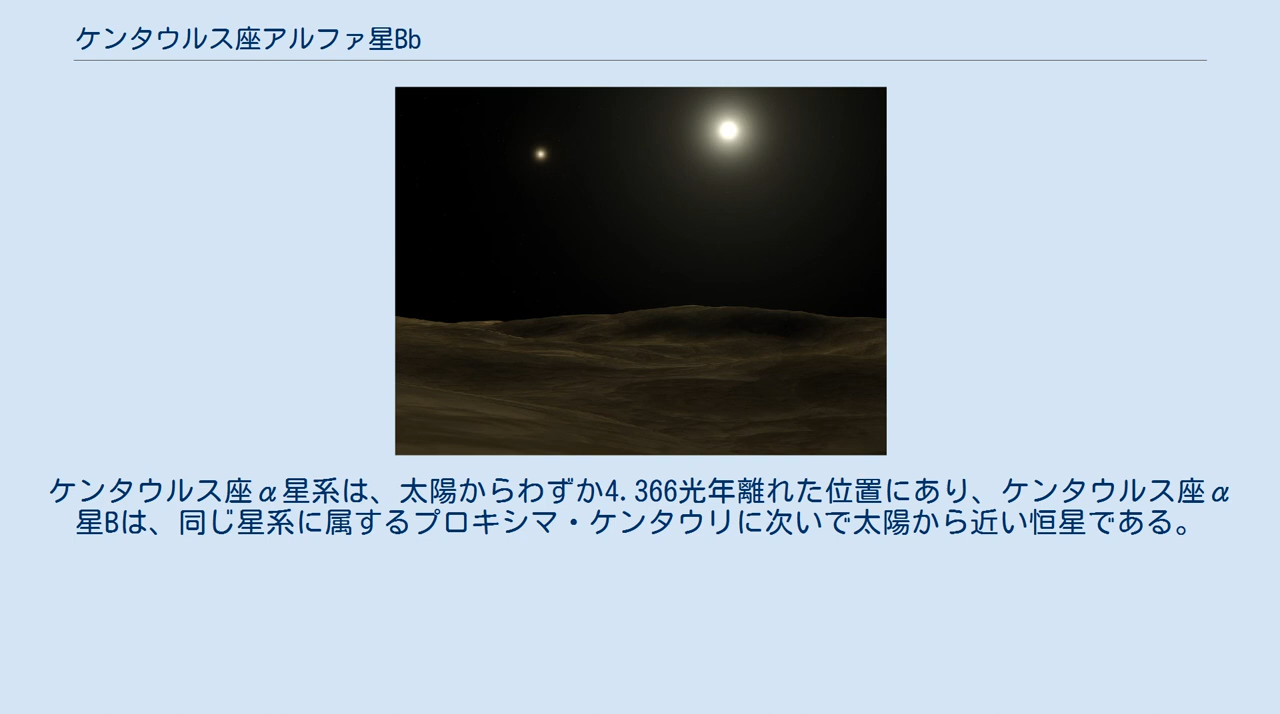 ケンタウルス座アルファ星Bb
ケンタウルス座α星系は、太陽からわずか4.366光年離れた位置にあり、ケンタウルス座α
星Bは、同じ星系に属するプロキシマ・ケンタウリに次いで太陽から近い恒星である。